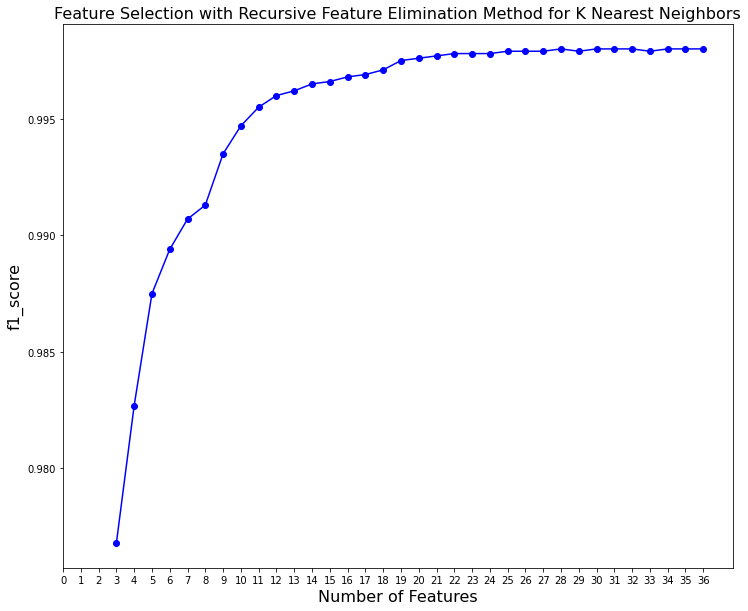 Feature Selection with Recursive Feature Elimination Method for K Nearest Neighbors
0.995
0.990
0.985
0.980
f1_score
0 1 2 3 4 5 6 7 8 9 10 11 12 13 14 15 16 17 18 19 20 21 22 23 24 25 26 27 28 29 30 31 32 33 34 35 36
Number of Features